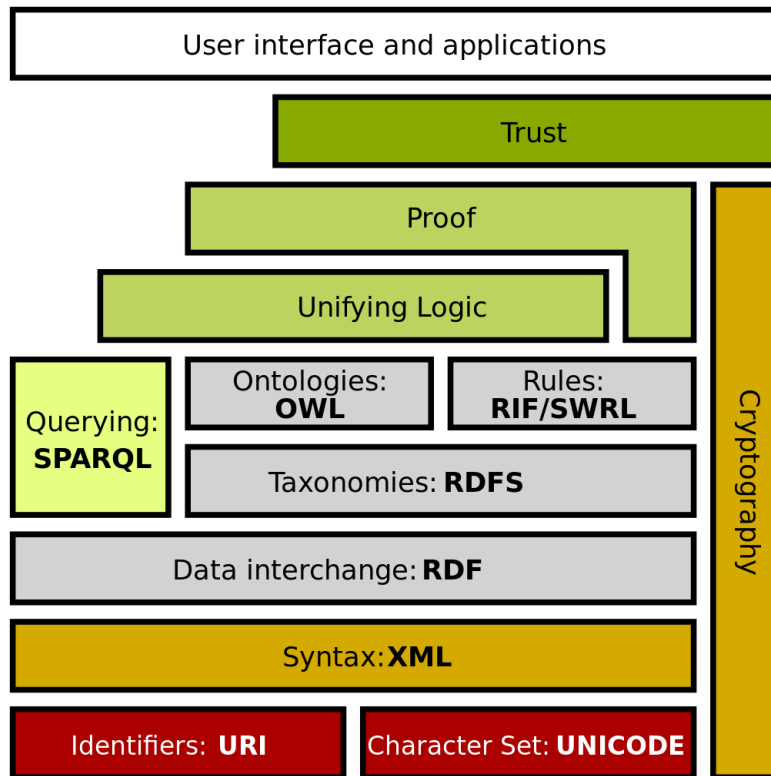 User interface and applications
Trust
Proof
Unifying Logic
Querying:
SPARQL
Ontologies:
OWL
Rules:
RIF/SWRL
Taxonomies: RDFS
Data interchange: RDF
Syntax: XML
Identifiers: URI
Character Set: UNICODE
Cryptography